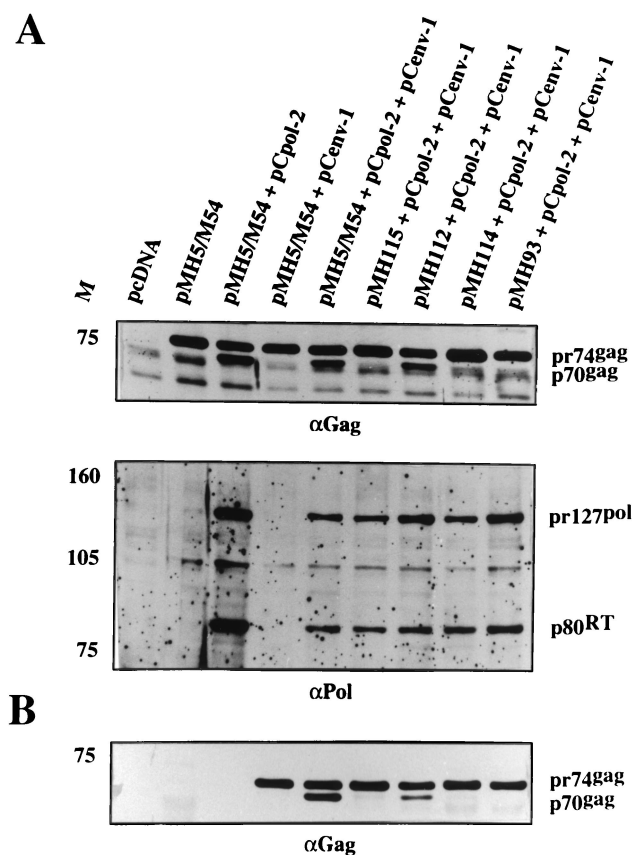 A
M
pcDNA
pMH5/M54
pMH5/M54 + pCpol-2
pMH5/M54 + pCenv-1
pMH5/M54 + pCpol-2 + pCenv-1
pMH115 + pCpol-2 + pCenv-1
pMH112 + pCpol-2 + pCenv-1
pMH114 + pCpol-2 + pCenv-1
pMH93 + pCpol-2 + pCenv-1
75
pr74gag
p70gag
αGag
160
pr127pol
105
p80RT
75
αPol
B
75
pr74gag
p70gag
αGag